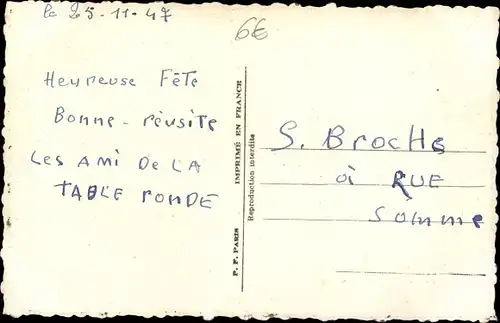 le 25-11-47
6€
Heureuse Fête
Bonne - réusite
Les Ami De LA
TABLE RONDE
P. F. PARIS
IMPRIMÉ EN FRANCE
Reproduction interdite
S. Brochs
à RUE
Somme